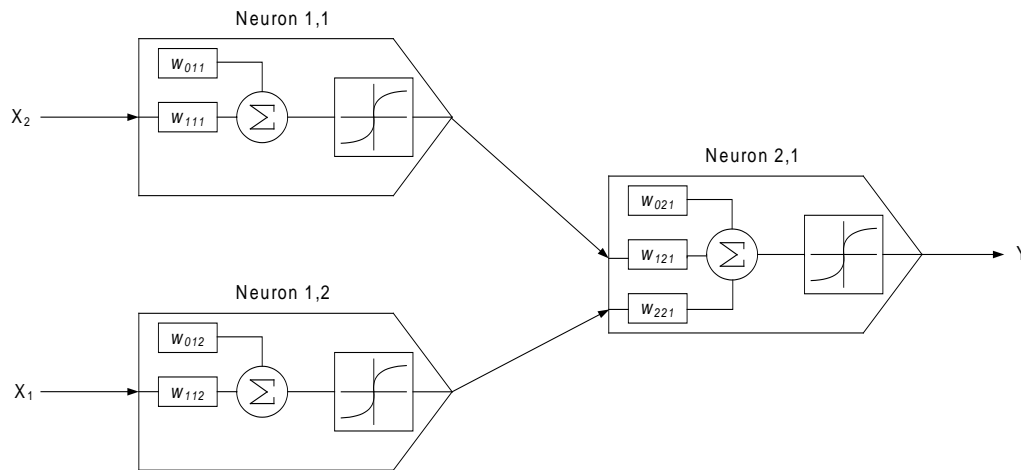 Neuron 1,1
w011
X2
w111
Σ
Neuron 2,1
w021
w121
Σ
Y
w221
Neuron 1,2
w012
X1
w112
Σ